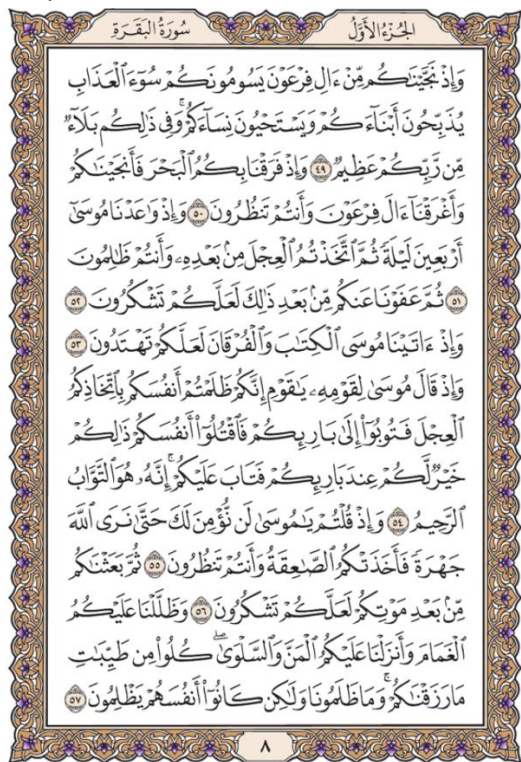 الجُزْءُ الأَوَّلُ
سُورَةُ البَقَرَةِ
وَإِذْ نَجَّيْنَٰكُم مِّنْ ءَالِ فِرْعَوْنَ يَسُومُونَكُمْ سُوٓءَ ٱلْعَذَابِ
يُذَبِّحُونَ أَبْنَآءَكُمْ وَيَسْتَحْيُونَ نِسَآءَكُمْ ۚ وَفِى ذَٰلِكُم بَلَآءٌ
مِّن رَّبِّكُمْ عَظِيمٌ ٤٩ وَإِذْ فَرَقْنَا بِكُمُ ٱلْبَحْرَ فَأَنجَيْنَٰكُمْ
وَأَغْرَقْنَآ ءَالَ فِرْعَوْنَ وَأَنتُمْ تَنظُرُونَ ٥٠ وَإِذْ وَٰعَدْنَا مُوسَىٰٓ
أَرْبَعِينَ لَيْلَةً ثُمَّ ٱتَّخَذْتُمُ ٱلْعِجْلَ مِنۢ بَعْدِهِۦ وَأَنتُمْ ظَٰلِمُونَ
٥١ ثُمَّ عَفَوْنَا عَنكُم مِّنۢ بَعْدِ ذَٰلِكَ لَعَلَّكُمْ تَشْكُرُونَ ٥٢
وَإِذْ ءَاتَيْنَا مُوسَى ٱلْكِتَٰبَ وَٱلْفُرْقَانَ لَعَلَّكُمْ تَهْتَدُونَ ٥٣
وَإِذْ قَالَ مُوسَىٰ لِقَوْمِهِۦ يَٰقَوْمِ إِنَّكُمْ ظَلَمْتُمْ أَنفُسَكُم بِٱتِّخَاذِكُمُ
ٱلْعِجْلَ فَتُوبُوٓا۟ إِلَىٰ بَارِئِكُمْ فَٱقْتُلُوٓا۟ أَنفُسَكُمْ ذَٰلِكُمْ
خَيْرٌ لَّكُمْ عِندَ بَارِئِكُمْ فَتَابَ عَلَيْكُمْ ۚ إِنَّهُۥ هُوَ ٱلتَّوَّابُ
ٱلرَّحِيمُ ٥٤ وَإِذْ قُلْتُمْ يَٰمُوسَىٰ لَن نُّؤْمِنَ لَكَ حَتَّىٰ نَرَى ٱللَّهَ
جَهْرَةً فَأَخَذَتْكُمُ ٱلصَّٰعِقَةُ وَأَنتُمْ تَنظُرُونَ ٥٥ ثُمَّ بَعَثْنَٰكُم
مِّنۢ بَعْدِ مَوْتِكُمْ لَعَلَّكُمْ تَشْكُرُونَ ٥٦ وَظَلَّلْنَا عَلَيْكُمُ
ٱلْغَمَامَ وَأَنزَلْنَا عَلَيْكُمُ ٱلْمَنَّ وَٱلسَّلْوَىٰ ۖ كُلُوا۟ مِن طَيِّبَٰتِ
مَا رَزَقْنَٰكُمْ ۖ وَمَا ظَلَمُونَا وَلَٰكِن كَانُوٓا۟ أَنفُسَهُمْ يَظْلِمُونَ ٥٧
٨